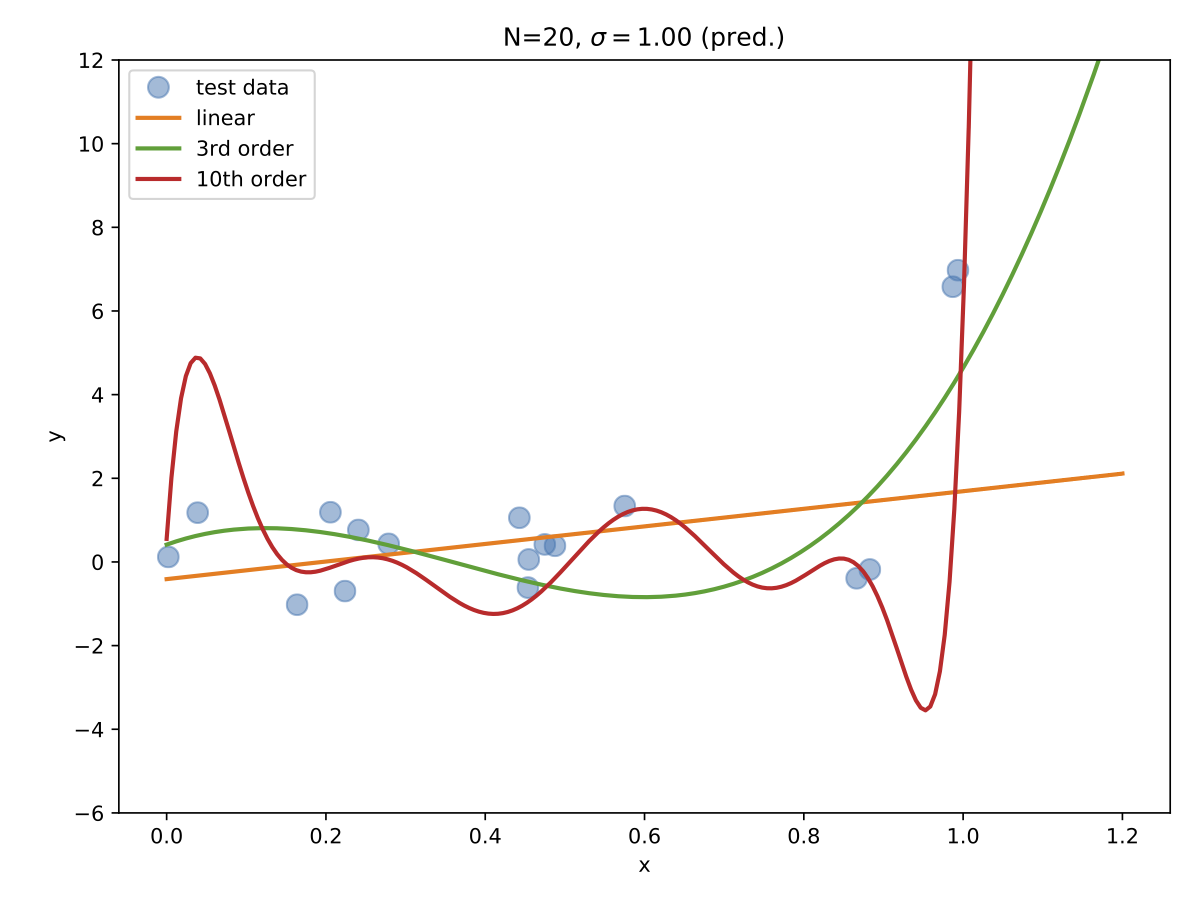 N=20, σ = 1.00 (pred.)
test data
linear
3rd order
10th order
12
10
8
6
4
2
0
−2
−4
−6
y
0.0 0.2 0.4 0.6 0.8 1.0 1.2
x